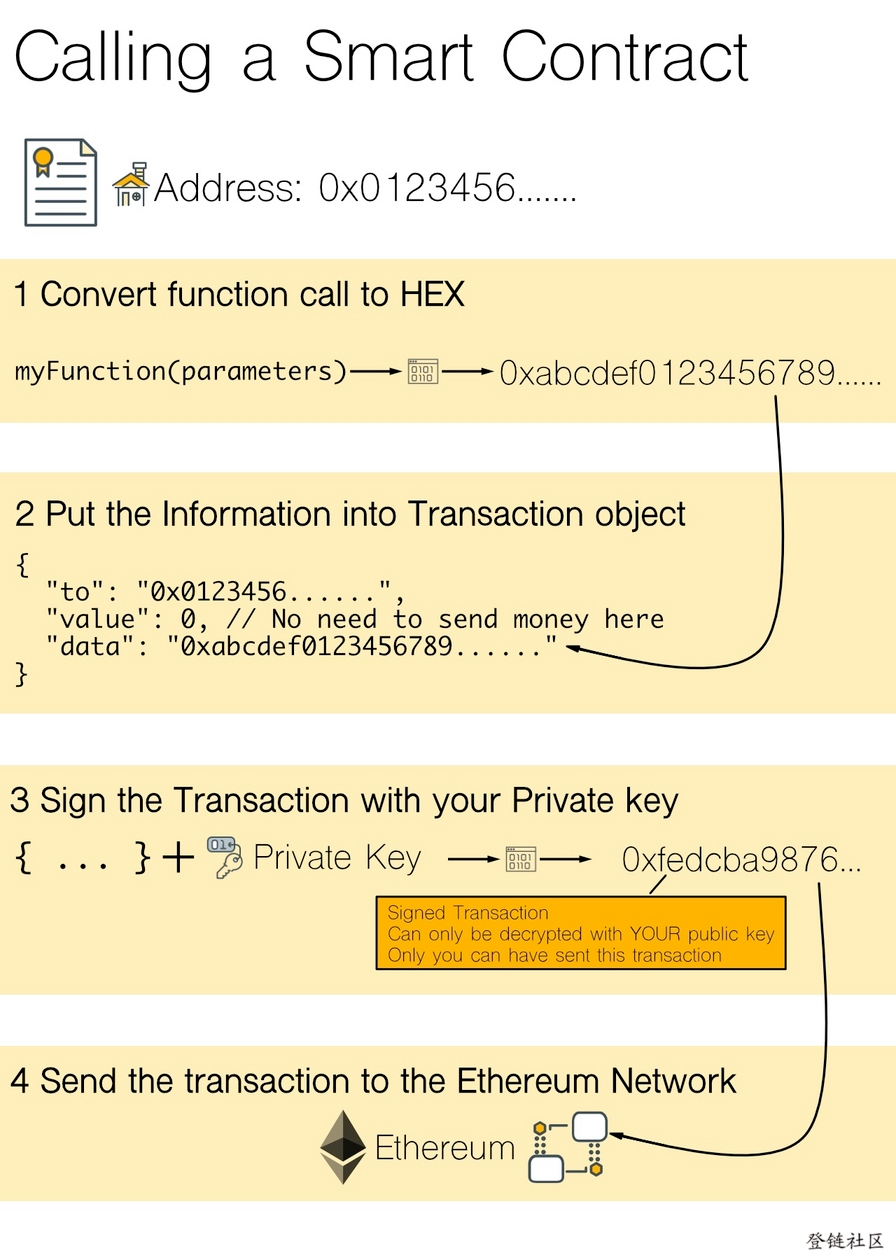 Calling a Smart Contract
Address: 0x0123456.......
1 Convert function call to HEX
myFunction(parameters) 0101 0110 0xabcdef0123456789......
2 Put the Information into Transaction object
{
"to": "0x0123456......",
"value": 0, // No need to send money here
"data": "0xabcdef0123456789......"
}
3 Sign the Transaction with your Private key
{ ... } + 01 Private Key 0101 0110 0xfedcba9876...
Signed Transaction
Can only be decrypted with YOUR public key
Only you can have sent this transaction
4 Send the transaction to the Ethereum Network
Ethereum
登链社区